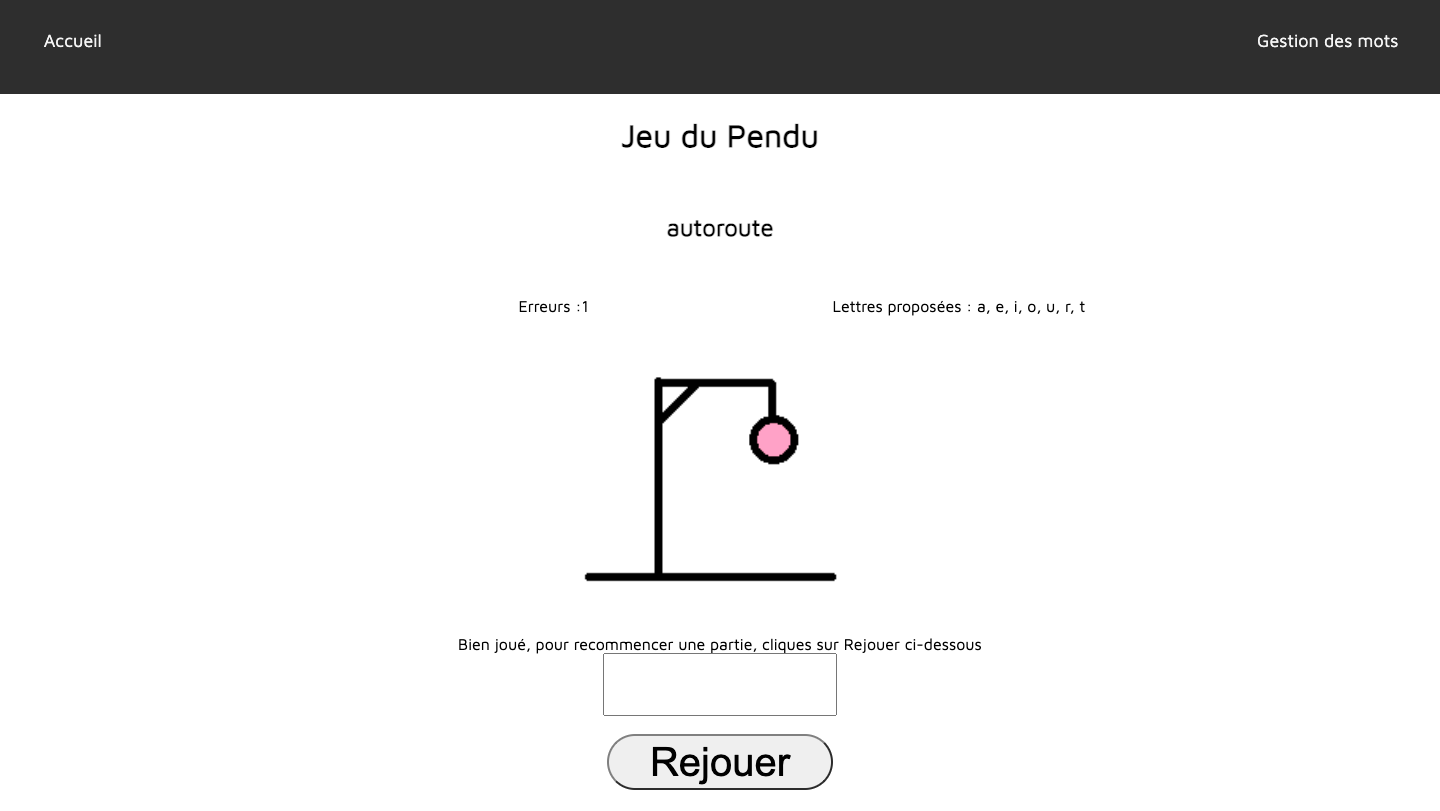 Accueil
Gestion des mots
Jeu du Pendu
autoroute
Erreurs :1
Lettres proposées : a, e, i, o, u, r, t
Bien joué, pour recommencer une partie, cliques sur Rejouer ci-dessous
Rejouer